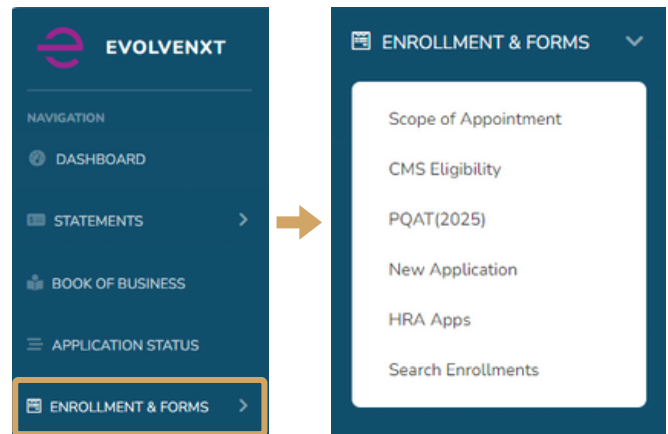 EVOLVENXT
NAVIGATION
DASHBOARD
STATEMENTS
BOOK OF BUSINESS
APPLICATION STATUS
ENROLLMENT & FORMS
ENROLLMENT & FORMS
Scope of Appointment
CMS Eligibility
PQAT(2025)
New Application
HRA Apps
Search Enrollments